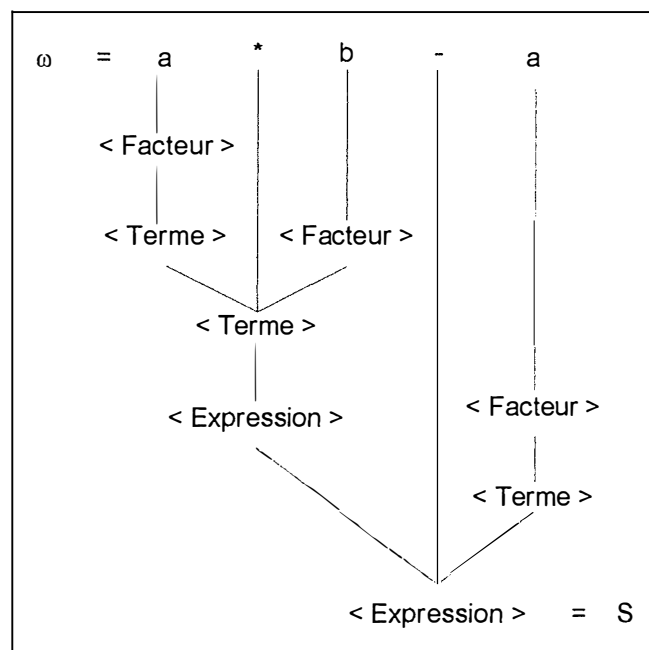 ω = a * b - a
< Facteur >
< Terme > < Facteur >
< Terme >
< Expression > < Facteur >
< Terme >
< Expression > = S